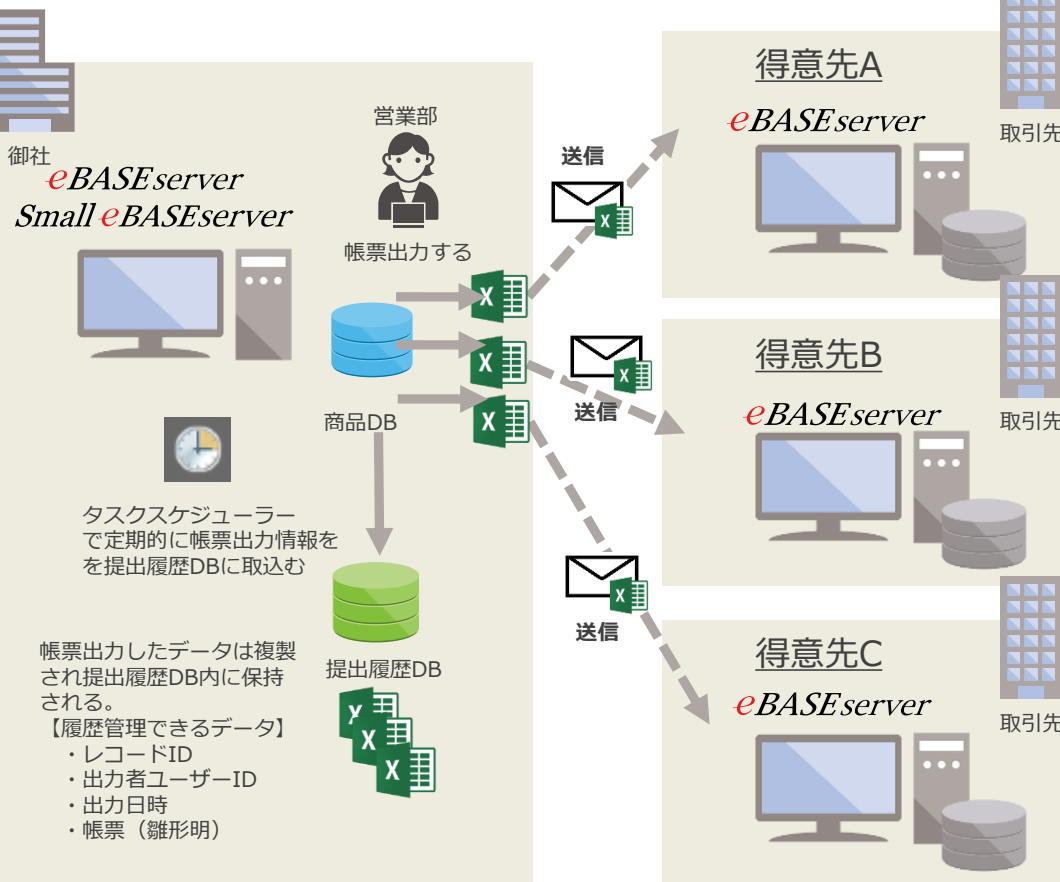 御社
eBASEserver
Small eBASEserver
営業部
帳票出力する
商品DB
タスクスケジューラー
で定期的に帳票出力情報を
を提出履歴DBに取込む
帳票出力したデータは複製
され提出履歴DB内に保持
される。
【履歴管理できるデータ】
・レコードID
・出力者ユーザーID
・出力日時
・帳票（雛形明）
提出履歴DB
X
X
X
X
X
X
送信
X
送信
X
送信
X
得意先A
eBASEserver
取引先
得意先B
eBASEserver
取引先
得意先C
eBASEserver
取引先